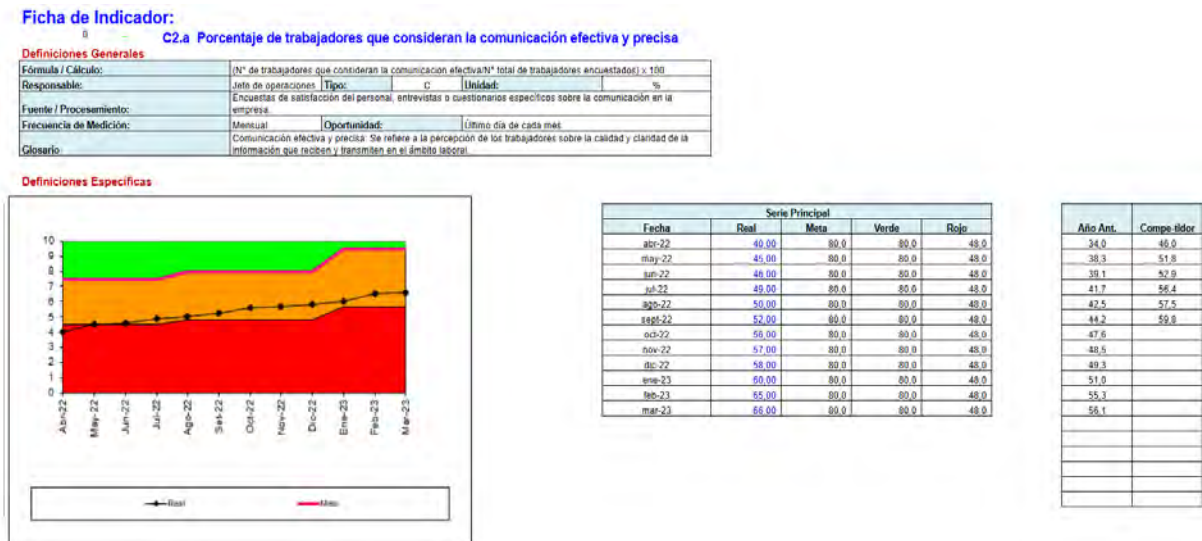 Ficha de Indicador:
0
C2.a Porcentaje de trabajadores que consideran la comunicación efectiva y precisa
Definiciones Generales
Fórmula / Cálculo: (N° de trabajadores que consideran la comunicacion efectiva/N° total de trabajadores encuestados) x 100
Responsable: Jefe de operaciones Tipo: C Unidad: %
Fuente / Procesamiento: Encuestas de satisfacción del personal, entrevistas o cuestionarios específicos sobre la comunicación en la
empresa.
Frecuencia de Medición: Mensual Oportunidad: Último día de cada mes
Glosario Comunicación efectiva y precisa: Se refiere a la percepción de los trabajadores sobre la calidad y claridad de la
información que reciben y transmiten en el ámbito laboral.
Definiciones Específicas
10
9
8
7
6
5
4
3
2
1
0
Abr-22 May-22 Jun-22 Jul-22 Ago-22 Set-22 Oct-22 Nov-22 Dic-22 Ene-23 Feb-23 Mar-23
Real Meta
Serie Principal
Fecha Real Meta Verde Rojo
abr-22 40,00 80,0 80,0 48,0
may-22 45,00 80,0 80,0 48,0
jun-22 46,00 80,0 80,0 48,0
jul-22 49,00 80,0 80,0 48,0
ago-22 50,00 80,0 80,0 48,0
sept-22 52,00 80,0 80,0 48,0
oct-22 56,00 80,0 80,0 48,0
nov-22 57,00 80,0 80,0 48,0
dic-22 58,00 80,0 80,0 48,0
ene-23 60,00 80,0 80,0 48,0
feb-23 65,00 80,0 80,0 48,0
mar-23 66,00 80,0 80,0 48,0
Año Ant. Compe-tidor
34,0 46,0
38,3 51,8
39,1 52,9
41,7 56,4
42,5 57,5
44,2 59,8
47,6
48,5
49,3
51,0
55,3
56,1